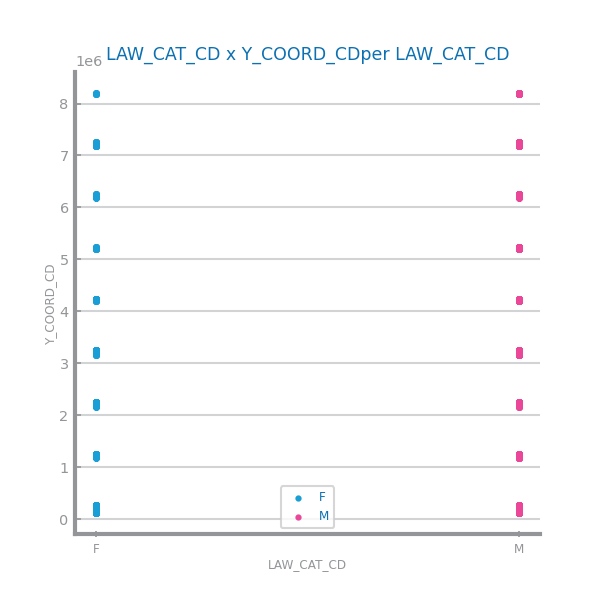 LAW_CAT_CD x Y_COORD_CDper LAW_CAT_CD
1e6
8
7
6
5
4
3
2
1
0
Y_COORD_CD
F
M
F
M
LAW_CAT_CD